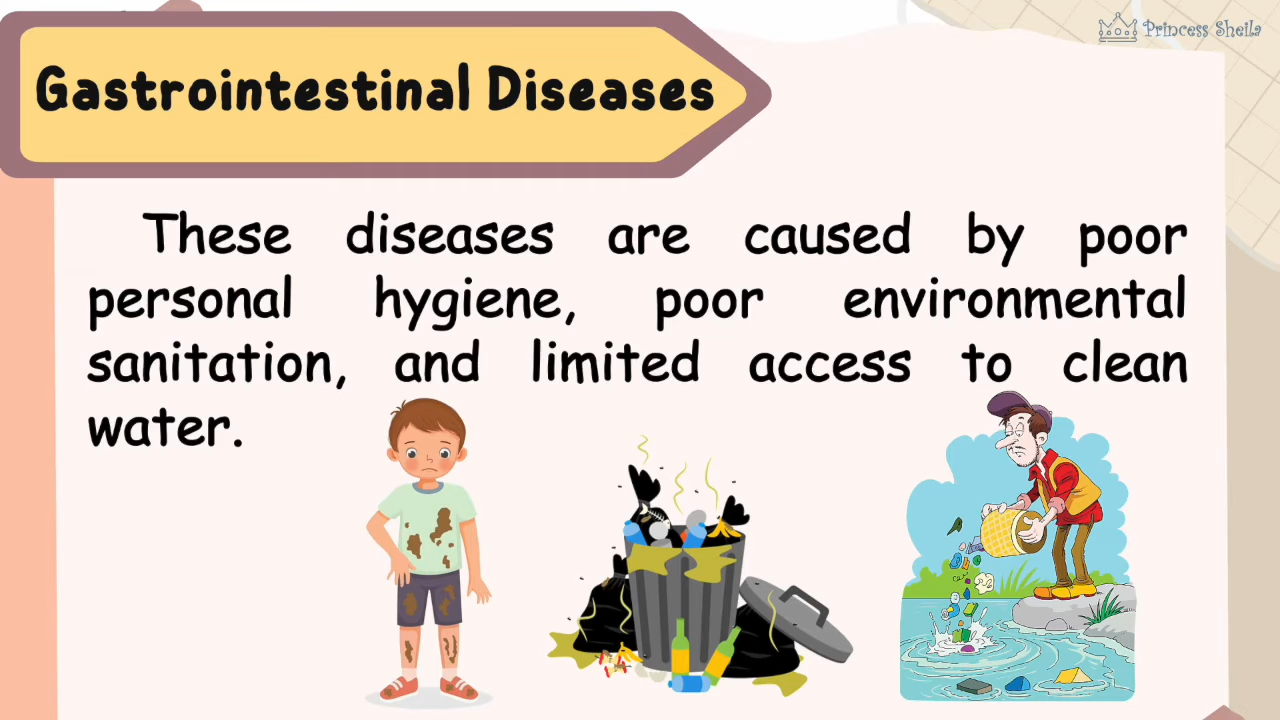 Princess Sheila
Gastrointestinal Diseases
These diseases are caused by poor
personal hygiene, poor environmental
sanitation, and limited access to clean
water.